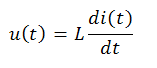 u(t) = L di(t)/dt